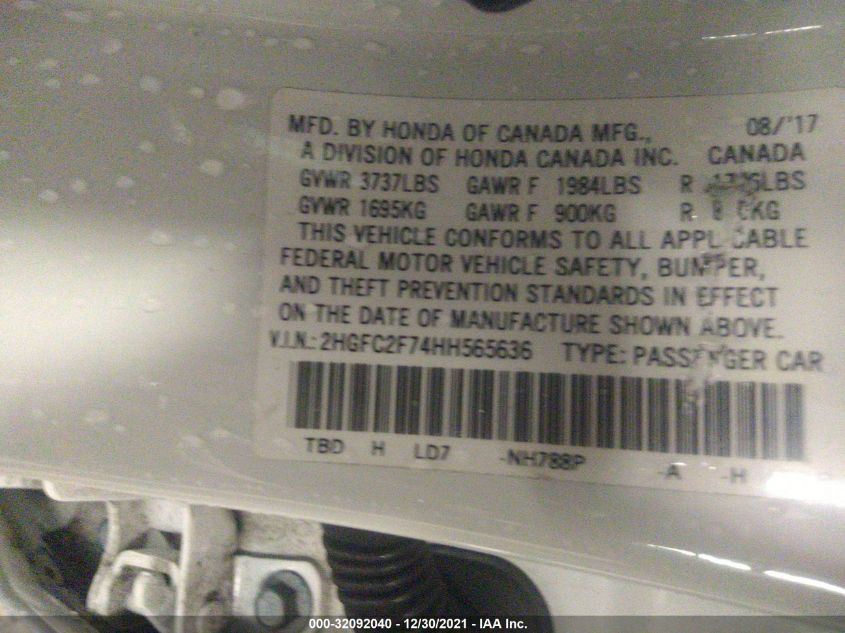 MFD. BY HONDA OF CANADA MFG., 08/'17
A DIVISION OF HONDA CANADA INC. CANADA
GVWR 3737LBS GAWR F 1984LBS R
GVWR 1695KG GAWR F 900KG R
THIS VEHICLE CONFORMS TO ALL APPLICABLE
FEDERAL MOTOR VEHICLE SAFETY, BUMPER,
AND THEFT PREVENTION STANDARDS IN EFFECT
ON THE DATE OF MANUFACTURE SHOWN ABOVE.
V.I.N.: 2HGFC2F74HH565636 TYPE: PASSENGER CAR
TBD H LD7 -NH788P -A -H
000-32092040 - 12/30/2021 - IAA Inc.